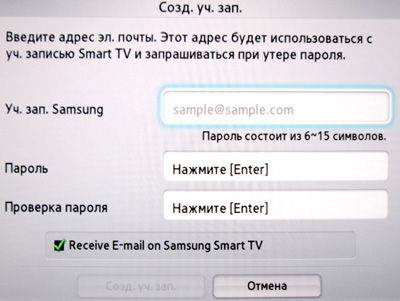 Созд. уч. зап.
Введите адрес эл. почты. Этот адрес будет использоваться с
уч. записью Smart TV и запрашиваться при утере пароля.
Уч. зап. Samsung
sample@sample.com
Пароль состоит из 6~15 символов.
Пароль
Нажмите [Enter]
Проверка пароля
Нажмите [Enter]
Receive E-mail on Samsung Smart TV
Созд. уч. зап.
Отмена